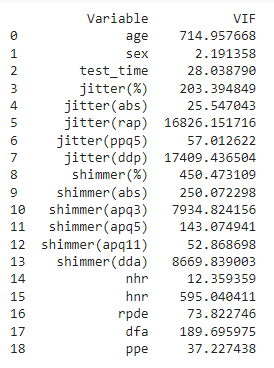 Variable VIF
0 age 714.957668
1 sex 2.191358
2 test_time 28.038790
3 jitter(%) 203.394849
4 jitter(abs) 25.547043
5 jitter(rap) 16826.151716
6 jitter(ppq5) 57.012622
7 jitter(ddp) 17409.436504
8 shimmer(%) 450.473109
9 shimmer(abs) 250.072298
10 shimmer(apq3) 7934.824156
11 shimmer(apq5) 143.074941
12 shimmer(apq11) 52.868698
13 shimmer(dda) 8669.839003
14 nhr 12.359359
15 hnr 595.040411
16 rpde 73.822746
17 dfa 189.695975
18 ppe 37.227438